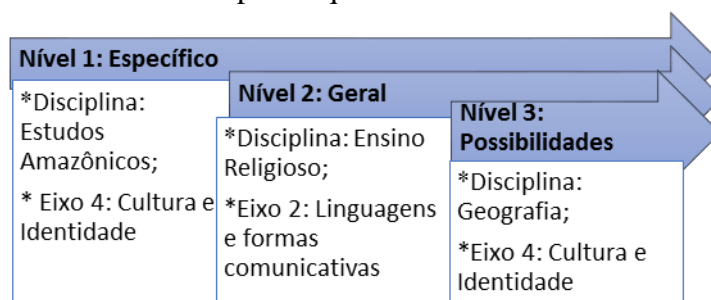 Nível 1: Específico
*Disciplina:
Estudos
Amazônicos;
* Eixo 4: Cultura e
Identidade
Nível 2: Geral
*Disciplina: Ensino
Religioso;
*Eixo 2: Linguagens
e formas
comunicativas
Nível 3:
Possibilidades
*Disciplina:
Geografia;
*Eixo 4: Cultura e
Identidade